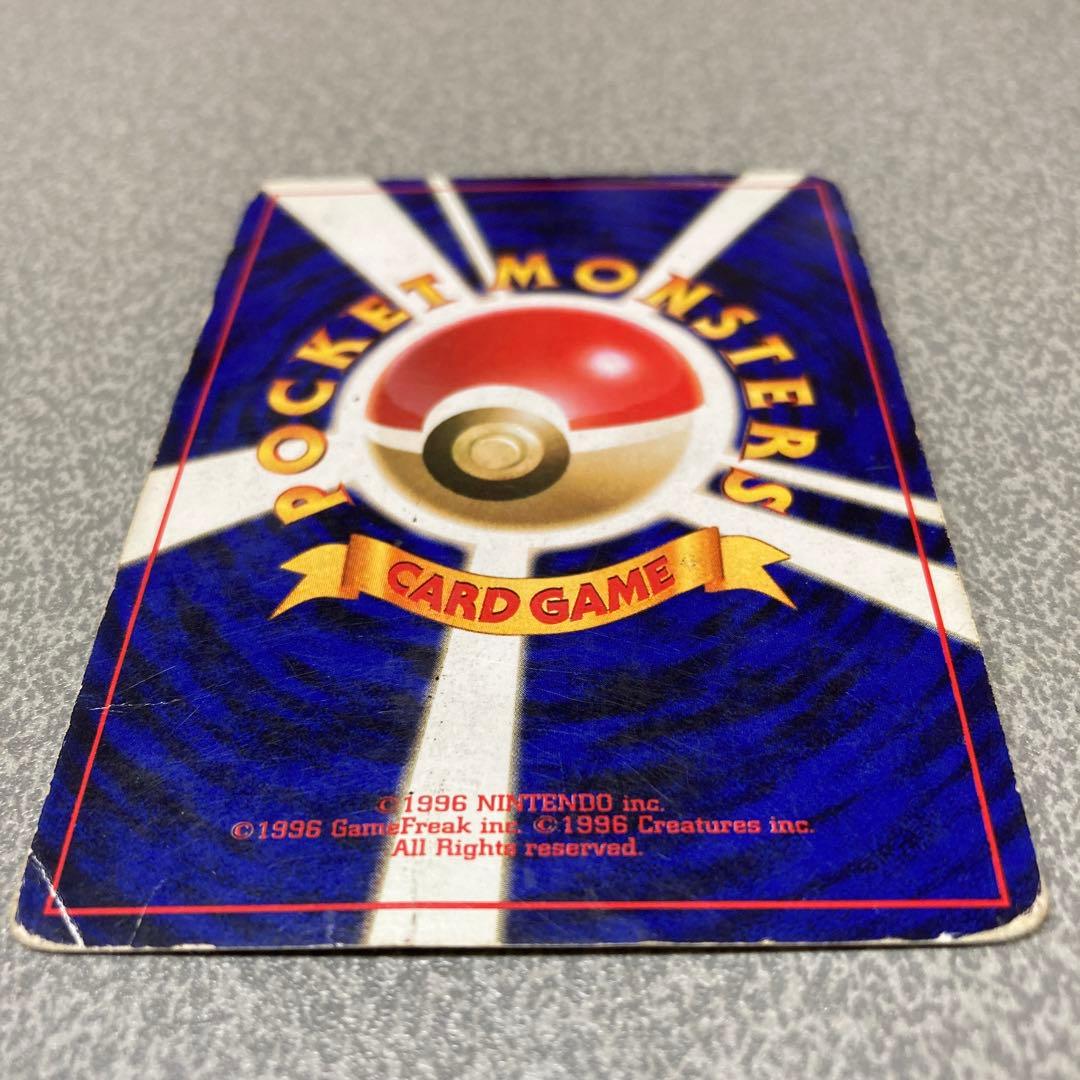 POCKET MONSTERS
CARD GAME
©1996 NINTENDO inc.
©1996 GameFreak inc. ©1996 Creatures inc.
All Rights reserved.